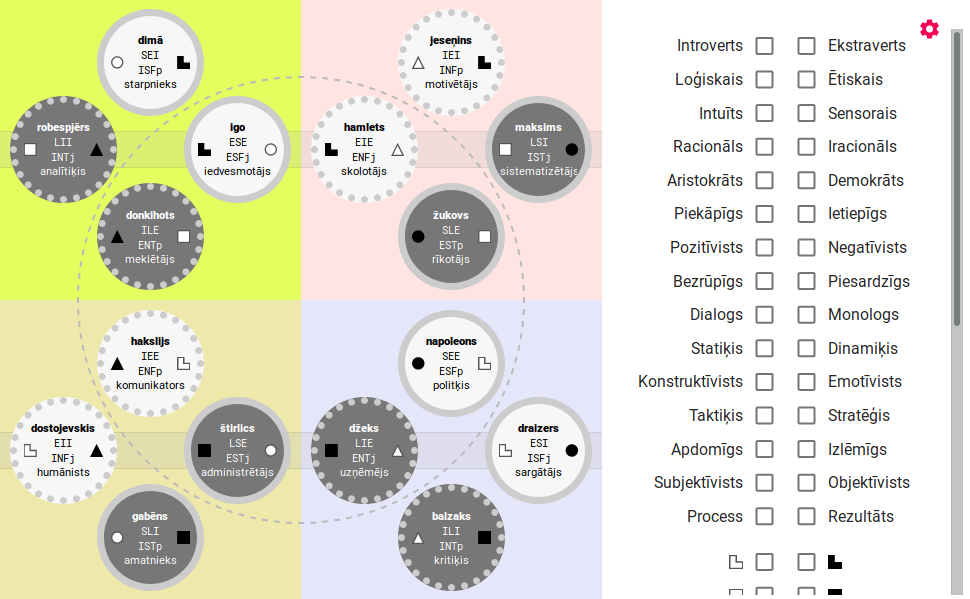 dimā
SEI
ISFp
starpnieks
robespjērs
LII
INTj
analītiķis
Igo
ESE
ESFj
iedvesmotājs
donkihots
ILE
ENTp
meklētājs
jeseņins
IEI
INFp
motivētājs
hamlets
EIE
ENFj
skolotājs
maksims
LSI
ISTj
sistematizētājs
žukovs
SLE
ESTp
rīkotājs
hakslijs
IEE
ENFp
komunikators
dostojevskis
EII
INFj
humānists
štirlics
LSE
ESTj
administrētājs
gabēns
SLI
ISTp
amatnieks
napoleons
SEE
ESFp
politiķis
džeks
LIE
ENTj
uzņēmējs
draizers
ESI
ISFj
sargātājs
balzaks
ILI
INTp
kritiķis
Introverts Ekstraverts
Loģiskais Ētiskais
Intuīts Sensorais
Racionāls Iracionāls
Aristokrāts Demokrāts
Piekāpīgs Ietiepīgs
Pozitīvists Negatīvists
Bezrūpīgs Piesardzīgs
Dialogs Monologs
Statiķis Dinamiķis
Konstruktīvists Emotīvists
Taktiķis Stratēģis
Apdomīgs Izlēmīgs
Subjektīvists Objektīvists
Process Rezultāts